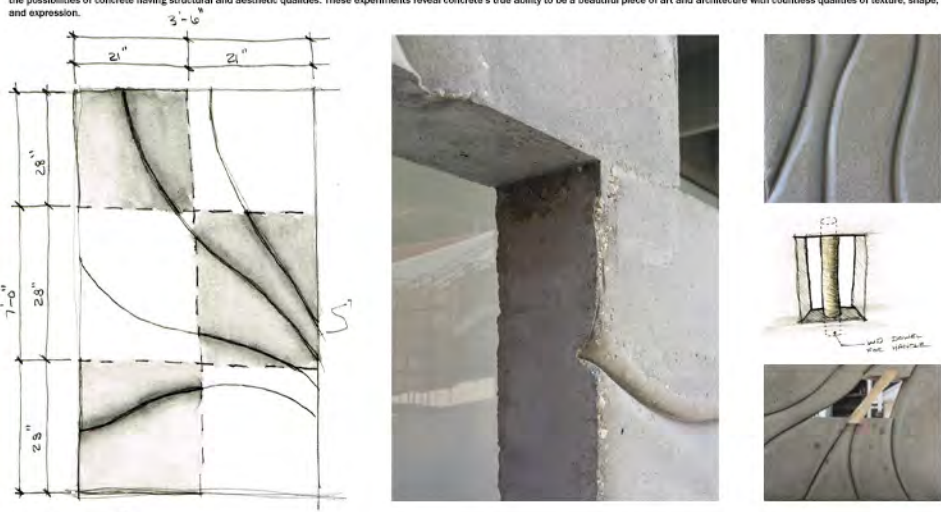 the possibilities of concrete having structural and aesthetic qualities. These experiments reveal concrete's true ability to be a beautiful piece of art and architecture with countless qualities of texture, shape,
and expression.
3'-6"
21" 21"
28"
7'-0"
28"
28"
WD DOWEL
FOR HANDLE